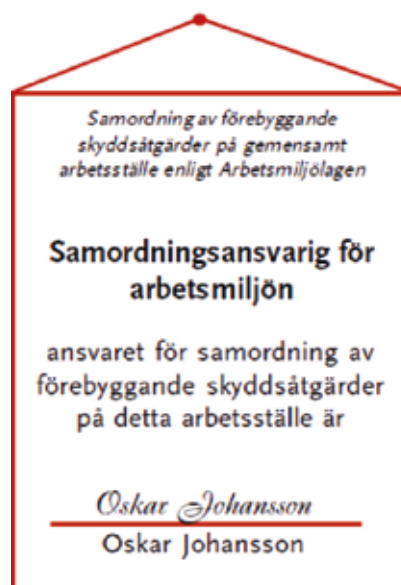 Samordning av förebyggande
skyddsåtgärder på gemensamt
arbetsställe enligt Arbetsmiljölagen
Samordningsansvarig för
arbetsmiljön
ansvaret för samordning av
förebyggande skyddsåtgärder
på detta arbetsställe är
Oskar Johansson
Oskar Johansson